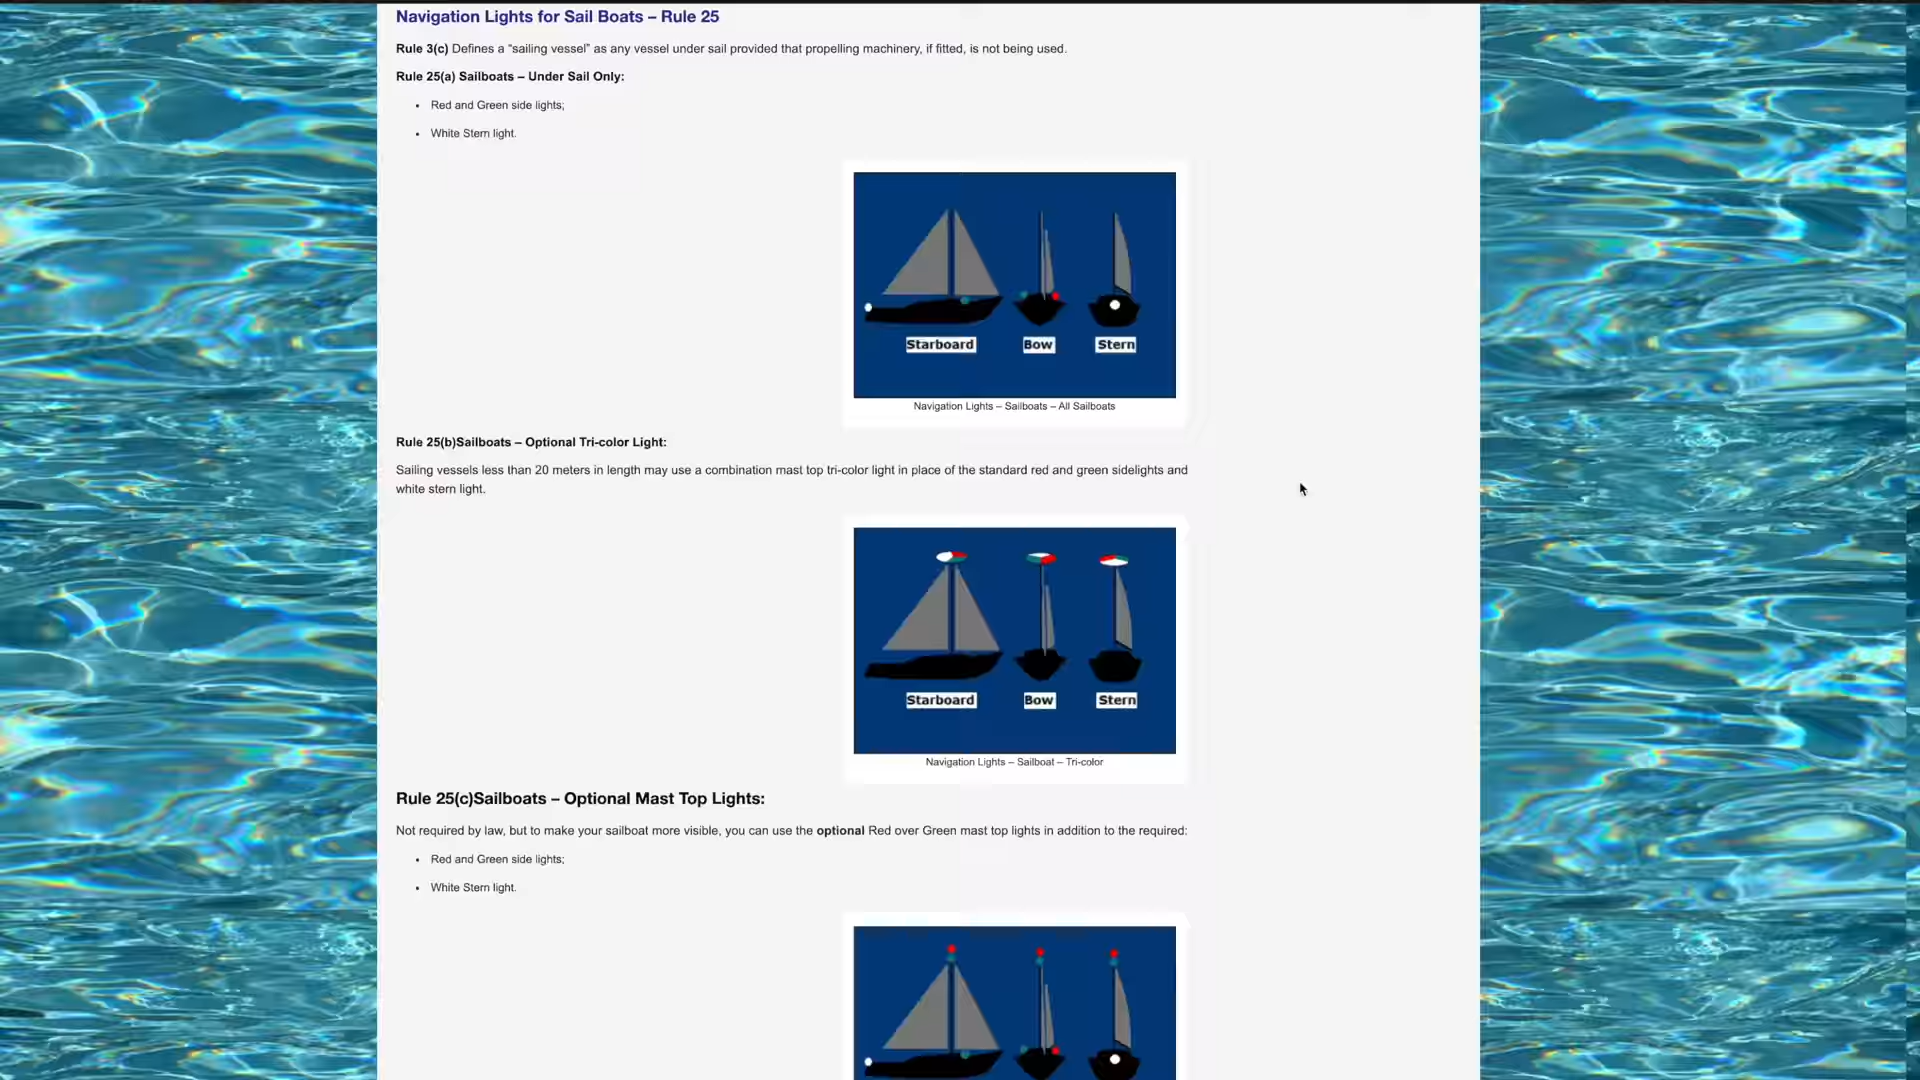 Navigation Lights for Sail Boats – Rule 25
Rule 3(c) Defines a “sailing vessel” as any vessel under sail provided that propelling machinery, if fitted, is not being used.
Rule 25(a) Sailboats – Under Sail Only:
• Red and Green side lights;
• White Stern light.
Starboard Bow Stern
Navigation Lights – Sailboats – All Sailboats
Rule 25(b)Sailboats – Optional Tri-color Light:
Sailing vessels less than 20 meters in length may use a combination mast top tri-color light in place of the standard red and green sidelights and
white stern light.
Starboard Bow Stern
Navigation Lights – Sailboat – Tri-color
Rule 25(c)Sailboats – Optional Mast Top Lights:
Not required by law, but to make your sailboat more visible, you can use the optional Red over Green mast top lights in addition to the required:
• Red and Green side lights;
• White Stern light.